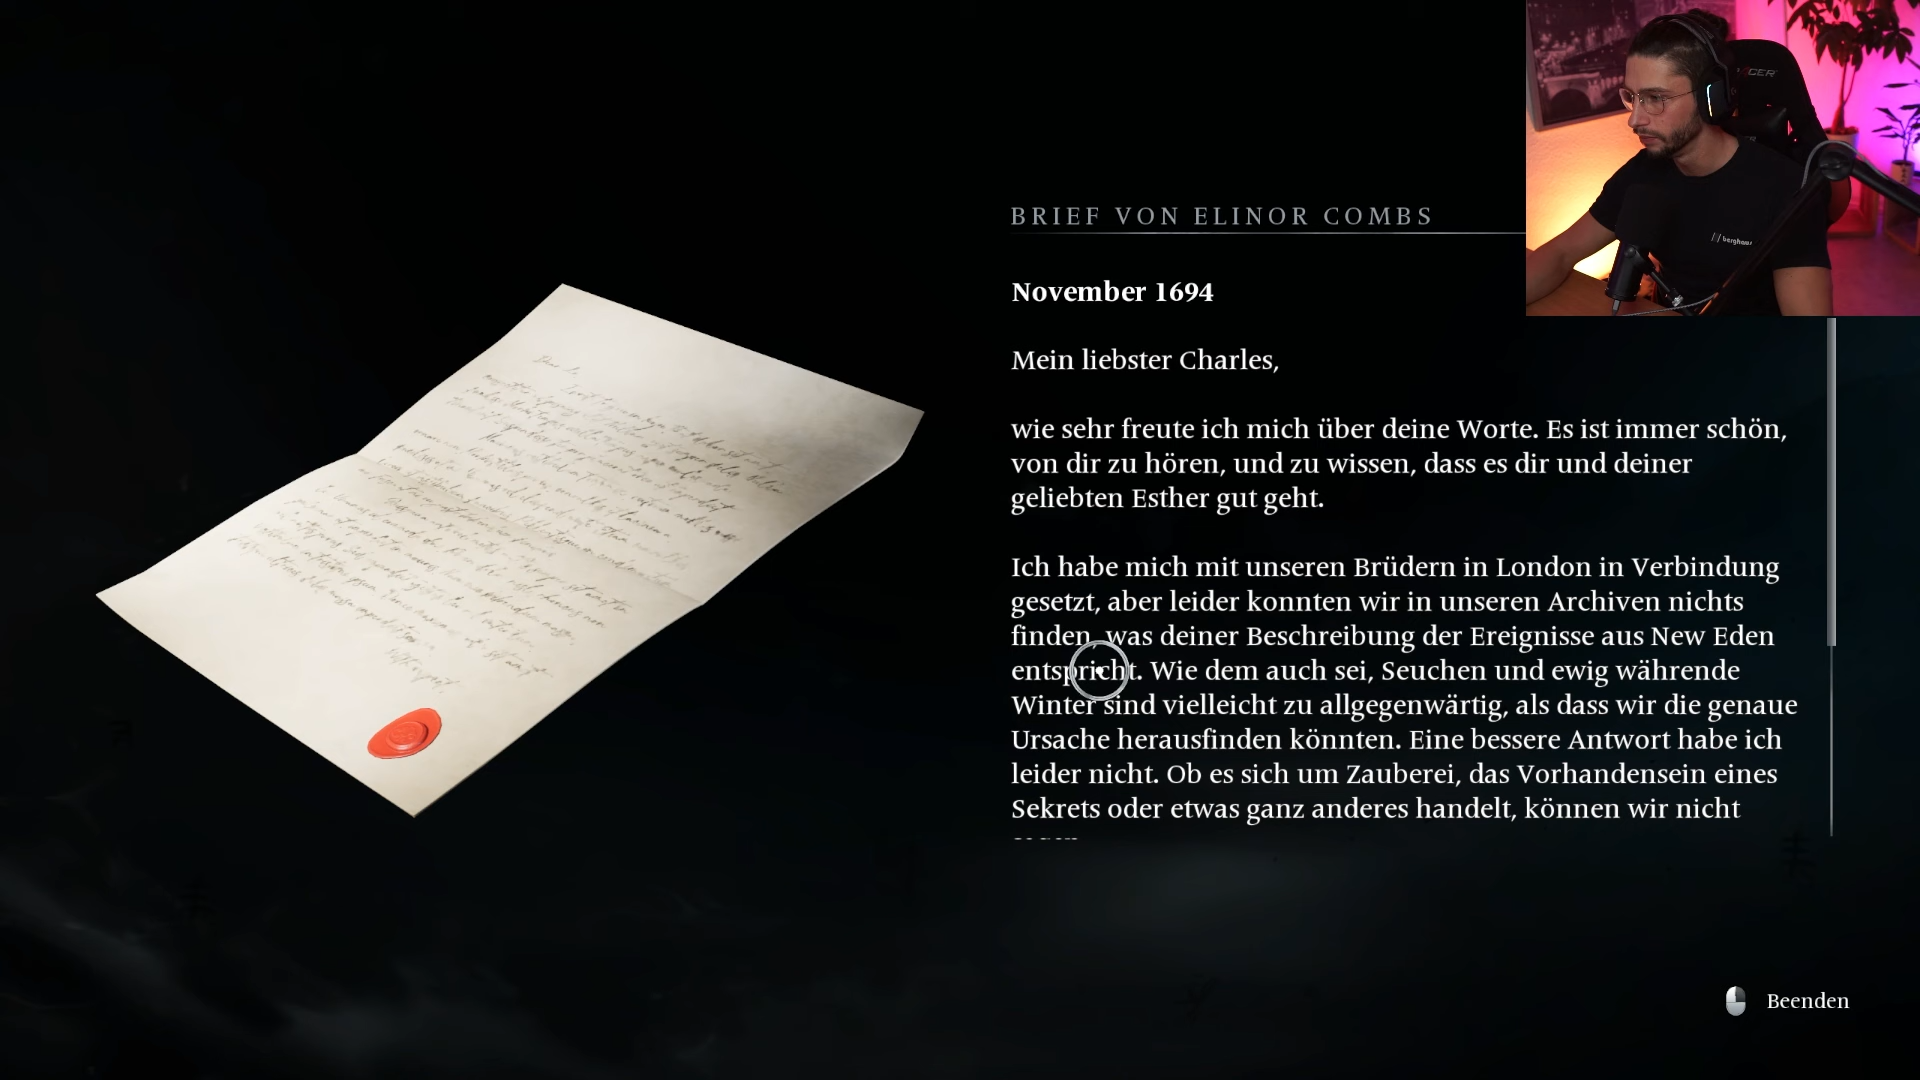 BRIEF VON ELINOR COMBS
November 1694
Mein liebster Charles,
wie sehr freute ich mich über deine Worte. Es ist immer schön,
von dir zu hören, und zu wissen, dass es dir und deiner
geliebten Esther gut geht.
Ich habe mich mit unseren Brüdern in London in Verbindung
gesetzt, aber leider konnten wir in unseren Archiven nichts
finden, was deiner Beschreibung der Ereignisse aus New Eden
entspricht. Wie dem auch sei, Seuchen und ewig währende
Winter sind vielleicht zu allgegenwärtig, als dass wir die genaue
Ursache herausfinden könnten. Eine bessere Antwort habe ich
leider nicht. Ob es sich um Zauberei, das Vorhandensein eines
Sekrets oder etwas ganz anderes handelt, können wir nicht
Beenden
berghaus